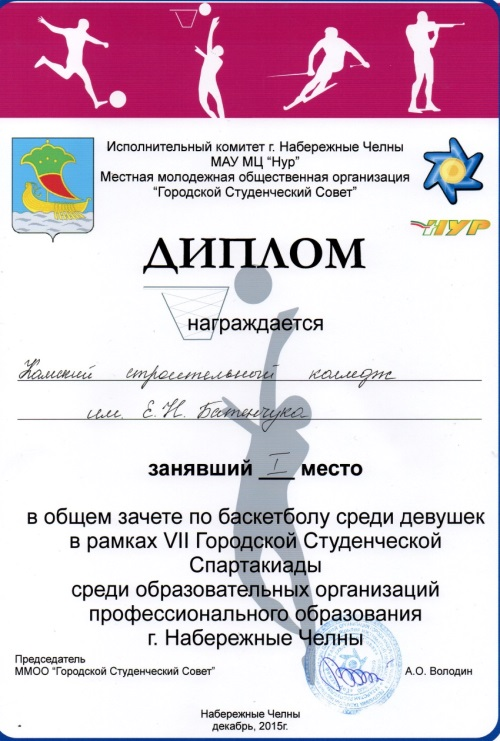 Исполнительный комитет г. Набережные Челны
МАУ МЦ "Нур"
Местная молодежная общественная организация
"Городской Студенческий Совет"
НУР
ДИПЛОМ
награждается
Камский строительный колледж
им. Е.Н. Батенчука
занявший I место
в общем зачете по баскетболу среди девушек
в рамках VII Городской Студенческой
Спартакиады
среди образовательных организаций
профессионального образования
г. Набережные Челны
Председатель
ММОО "Городской Студенческий Совет"
А.О. Володин
Набережные Челны
декабрь, 2015г.